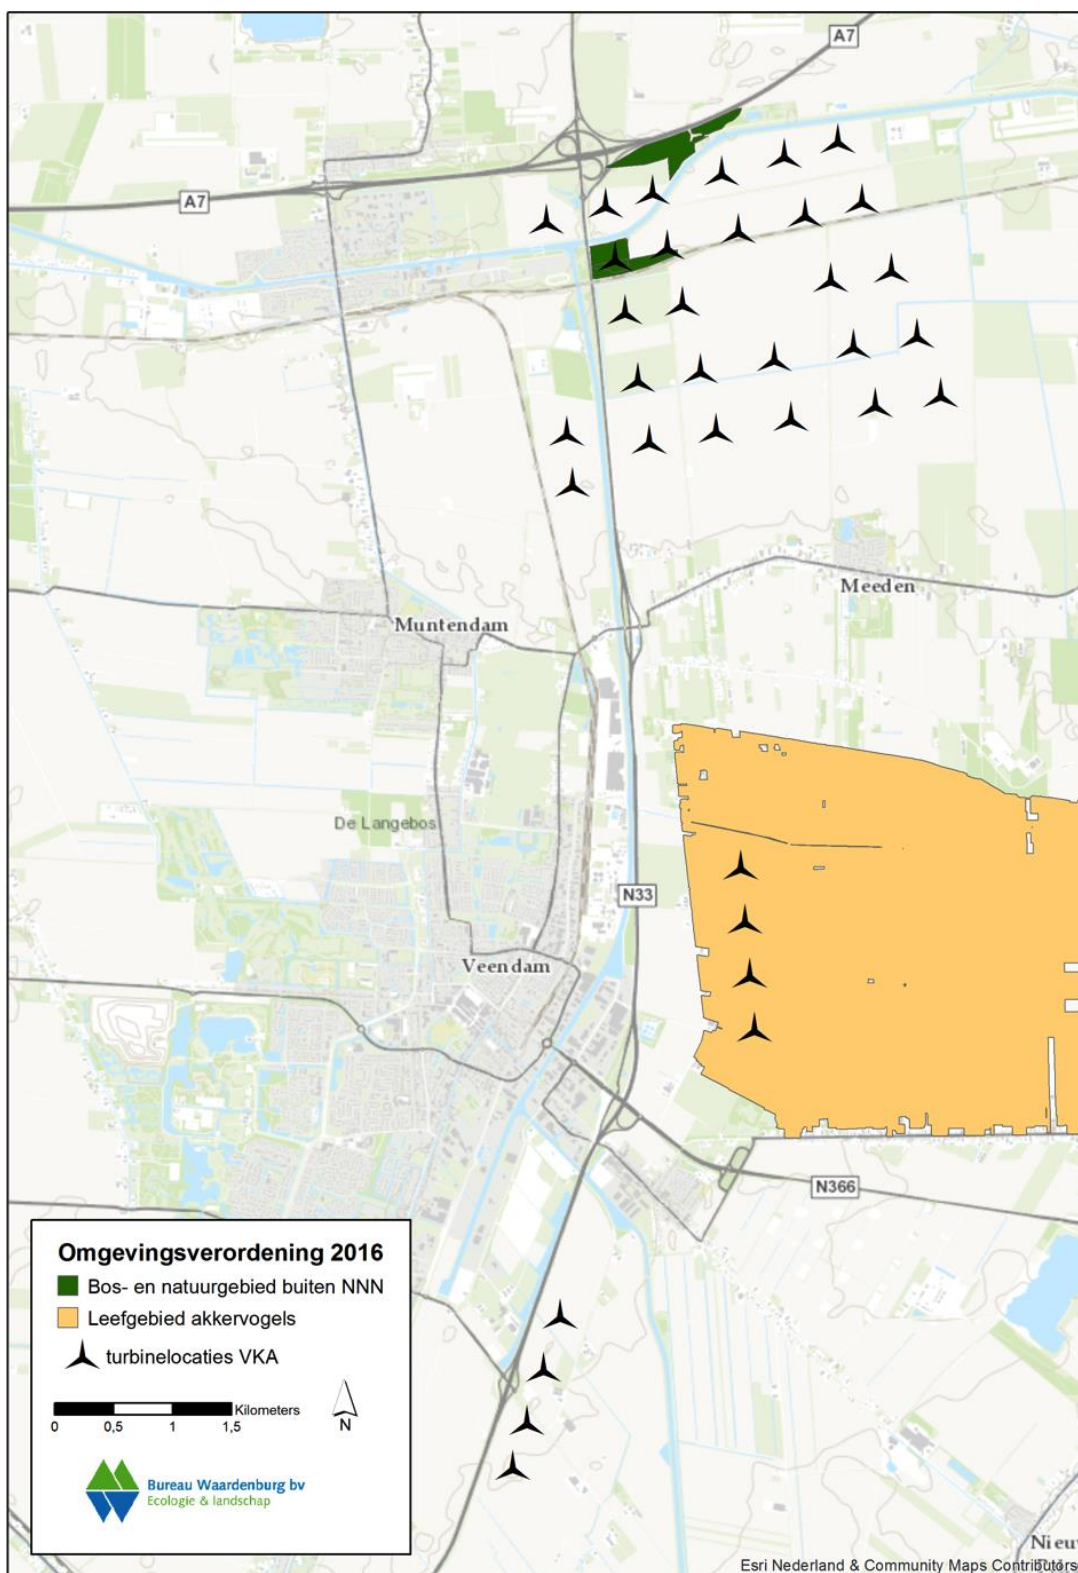 A7
A7
Meeden
Muntendam
De Langebos
N33
Veendam
N366
Omgevingsverordening 2016
Bos- en natuurgebied buiten NNN
Leefgebied akkervogels
turbinelocaties VKA
Kilometers
0 0,5 1 1,5
N
Bureau Waardenburg bv
Ecologie & landschap
Nieuw
Esri Nederland & Community Maps Contributors